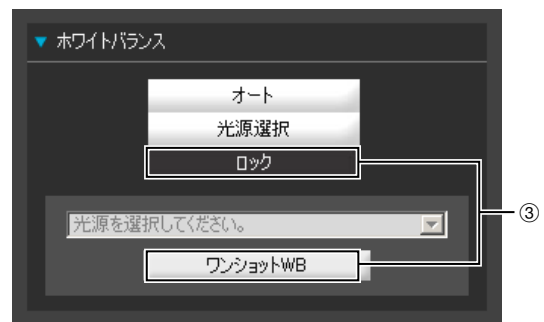 ▼ ホワイトバランス
オート
光源選択
ロック
光源を選択してください。
③
ワンショットWB